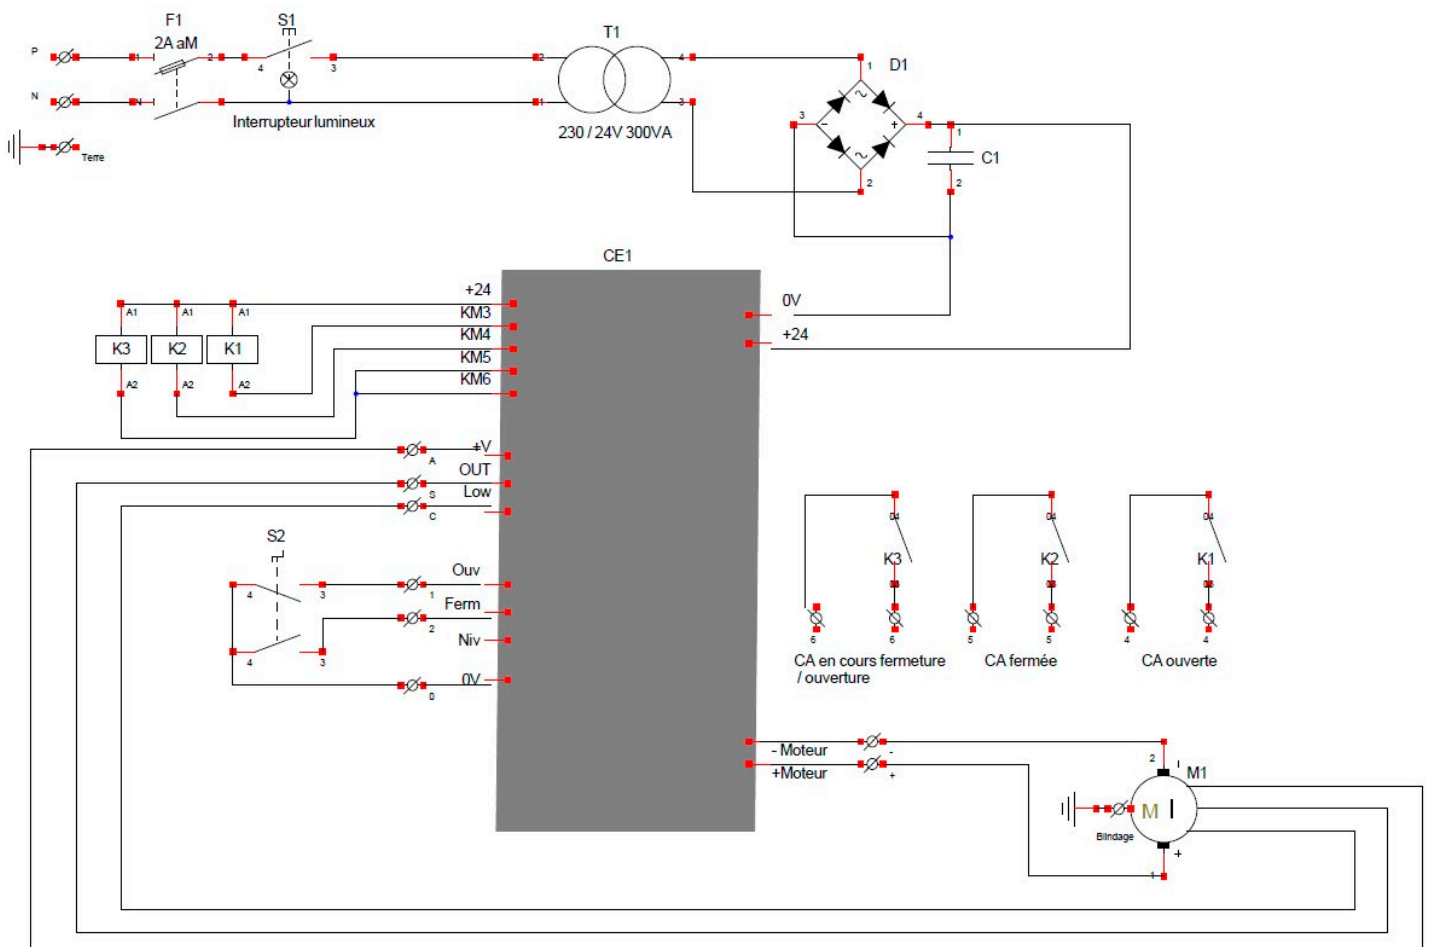 F1
S1
T1
2A aM
P
1
2
4
3
2
4
1
D1
N
N
1
3
3
4
1
C1
Interrupteur lumineux
230 / 24V 300VA
Terre
2
2
CE1
+24
0V
KM3
A1
A1
A1
+24
KM4
K3
K2
K1
KM5
KM6
A2
A2
A2
+V
A
OUT
S
Low
C
04
04
04
S2
K3
K2
K1
Ouv
4
3
1
Ferm
2
Niv
6
6
5
5
4
4
4
3
CA en cours fermeture
/ ouverture
CA fermée
CA ouverte
0V
0
- Moteur
-
2
M1
+Moteur
+
M
Blindage
+
1